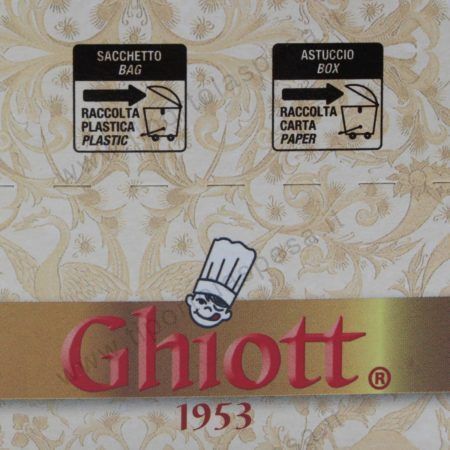 SACCHETTO
BAG
RACCOLTA
PLASTICA
PLASTIC
ASTUCCIO
BOX
RACCOLTA
CARTA
PAPER
Ghiott®
1953